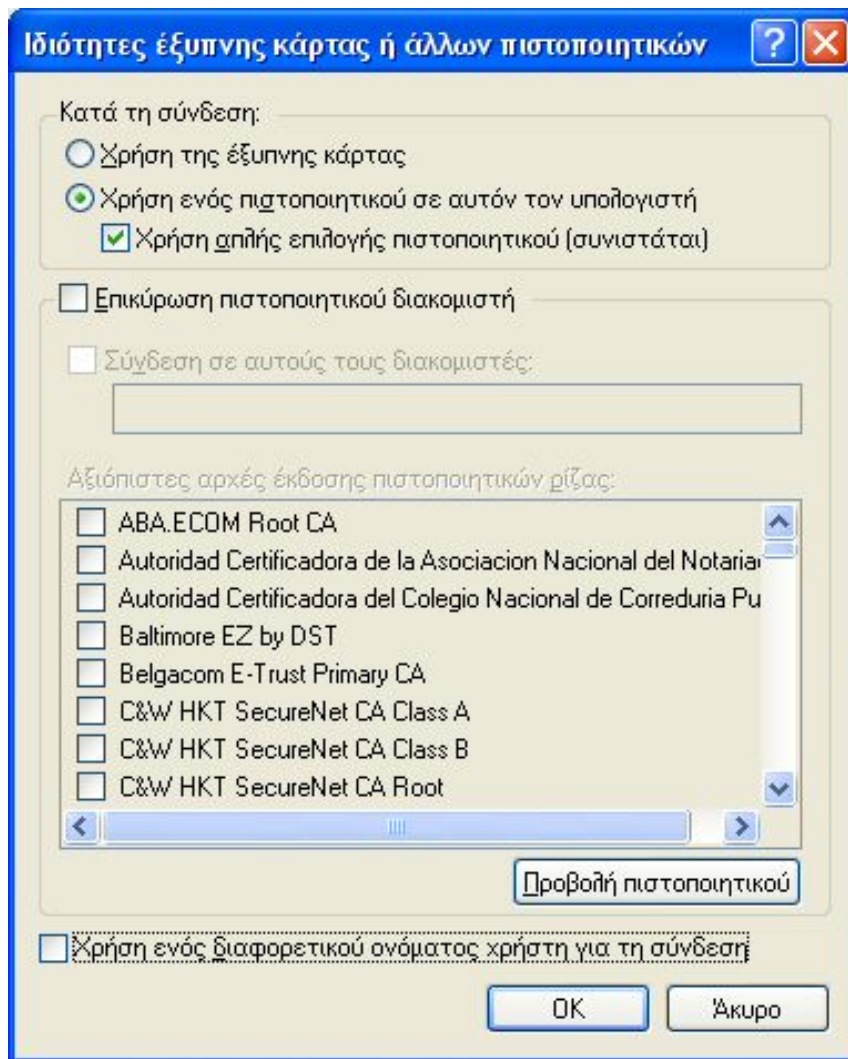 Ιδιότητες έξυπνης κάρτας ή άλλων πιστοποιητικών
Κατά τη σύνδεση:
Χρήση της έξυπνης κάρτας
Χρήση ενός πιστοποιητικού σε αυτόν τον υπολογιστή
Χρήση απλής επιλογής πιστοποιητικού (συνιστάται)
Επικύρωση πιστοποιητικού διακομιστή
Σύνδεση σε αυτούς τους διακομιστές:
Αξιόπιστες αρχές έκδοσης πιστοποιητικών ρίζας:
ABA.ECOM Root CA
Autoridad Certificadora de la Asociacion Nacional del Notaria
Autoridad Certificadora del Colegio Nacional de Correduria Pu
Baltimore EZ by DST
Belgacom E-Trust Primary CA
C&W HKT SecureNet CA Class A
C&W HKT SecureNet CA Class B
C&W HKT SecureNet CA Root
Προβολή πιστοποιητικού
Χρήση ενός διαφορετικού ονόματος χρήστη για τη σύνδεση
OK Άκυρο